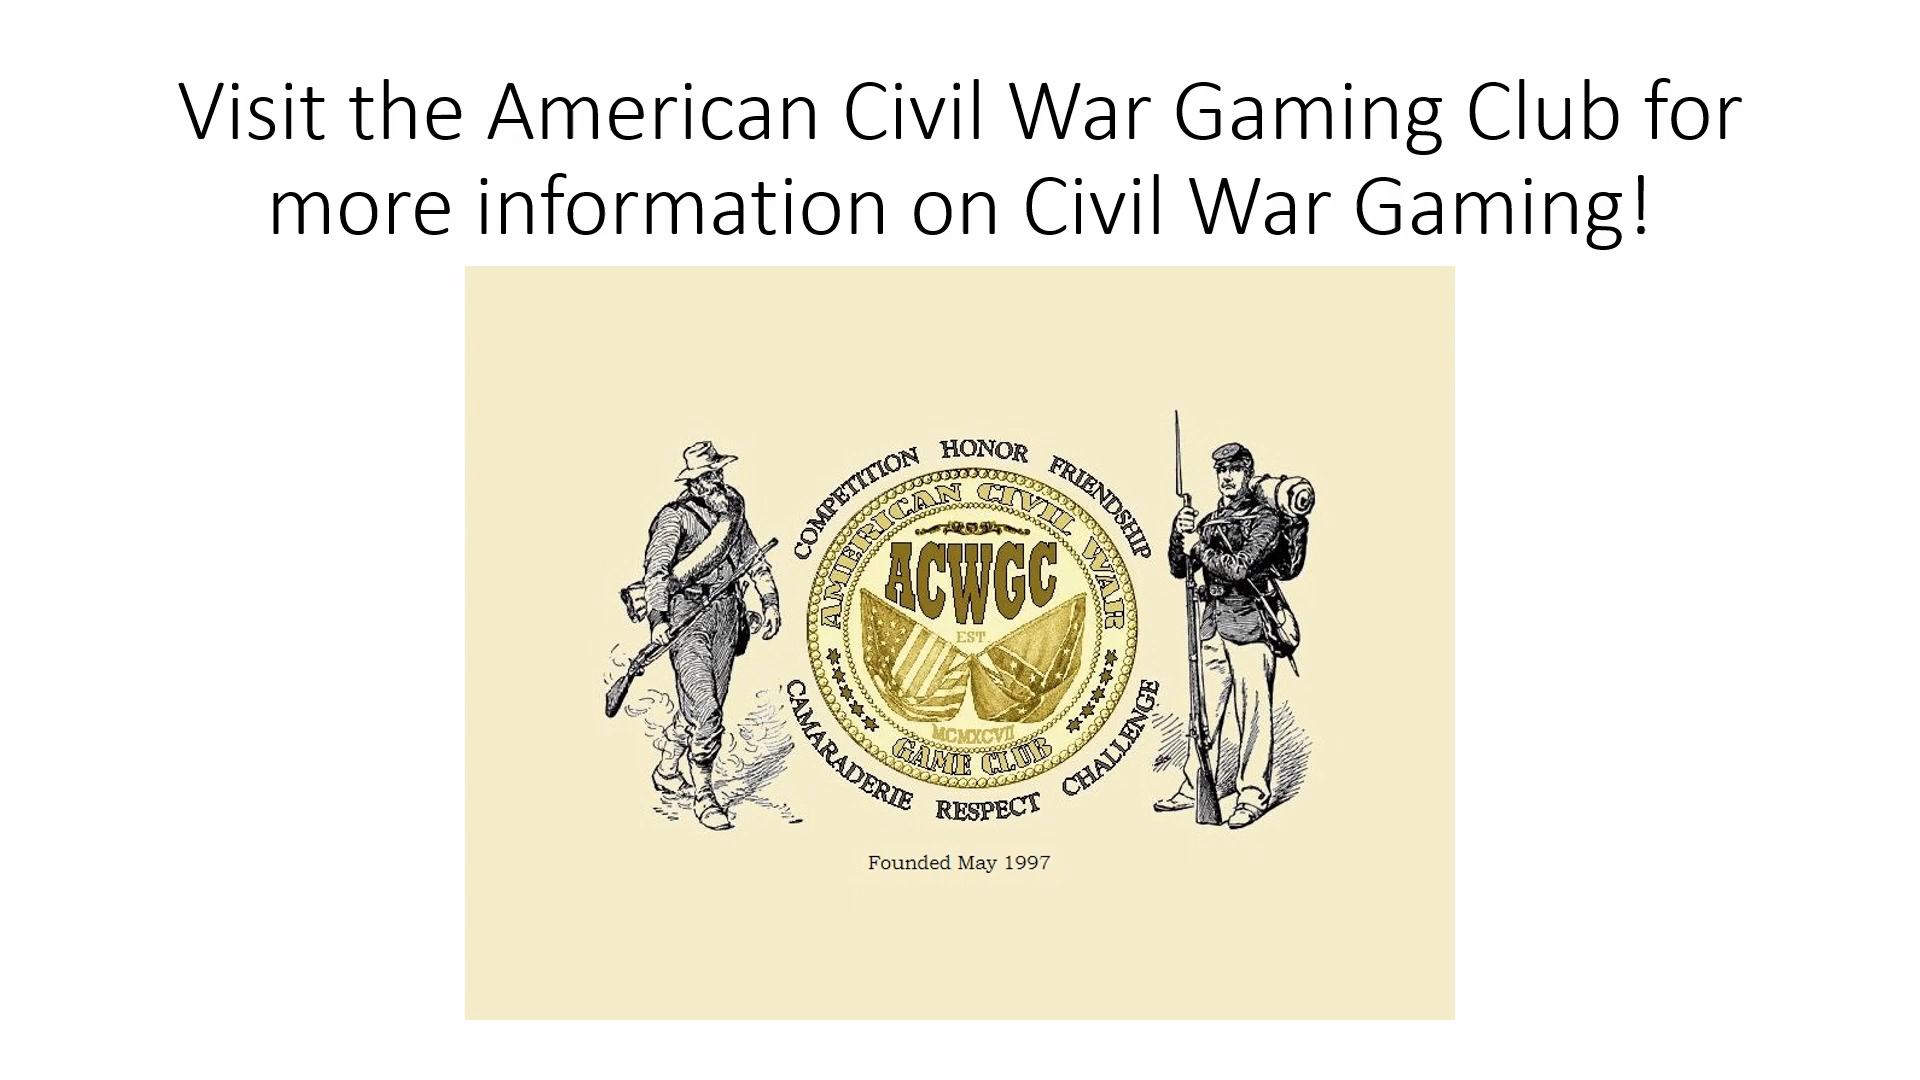 Visit the American Civil War Gaming Club for
more information on Civil War Gaming!
COMPETITION HONOR FRIENDSHIP
AMERICAN CIVIL WAR
ACWGC
EST
MCMXCVII
GAME CLUB
CAMARADERIE RESPECT CHALLENGE
Founded May 1997